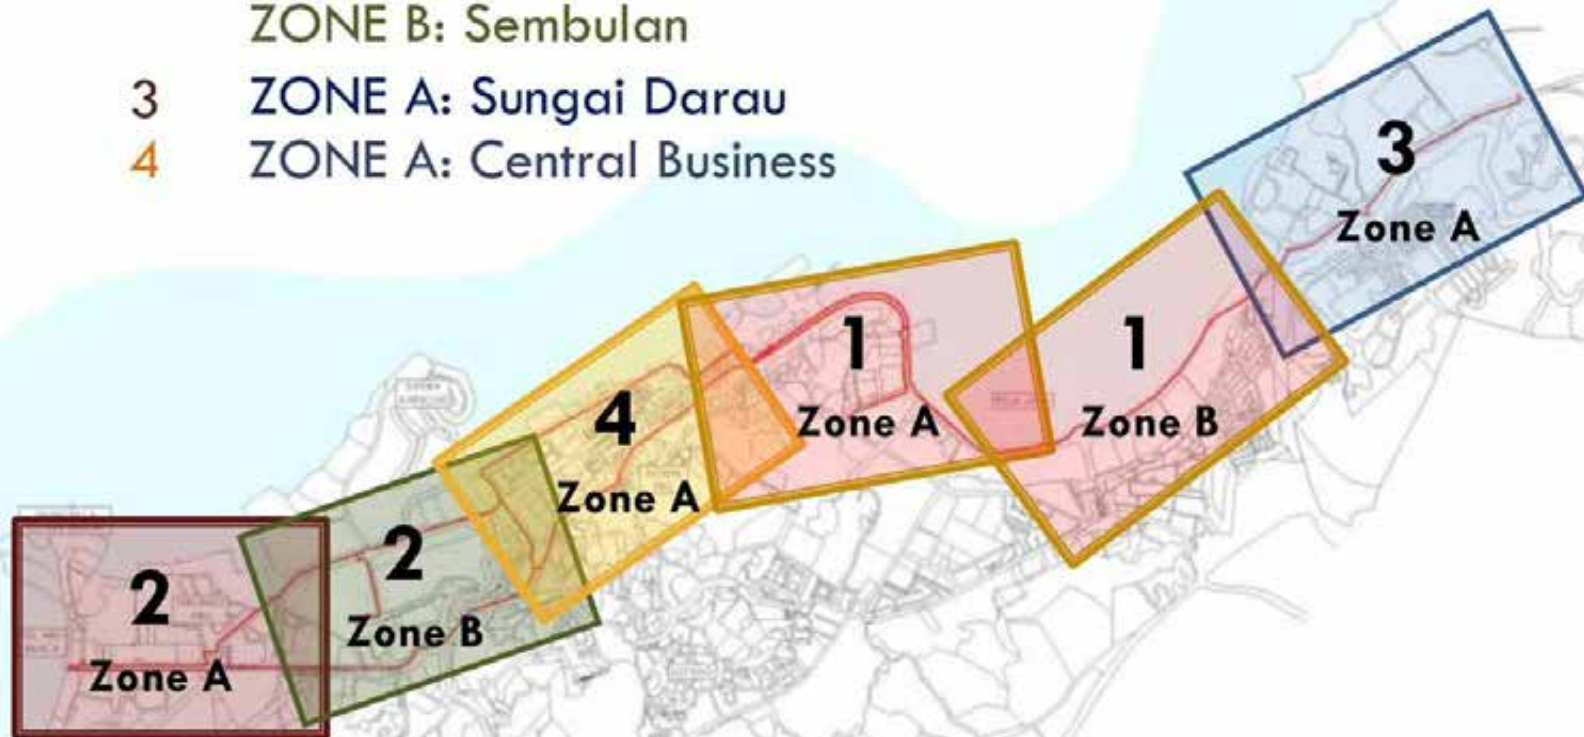 ZONE B: Sembulan
3 ZONE A: Sungai Darau
4 ZONE A: Central Business
3
Zone A
1
Zone A
1
Zone B
4
Zone A
2
Zone B
2
Zone A